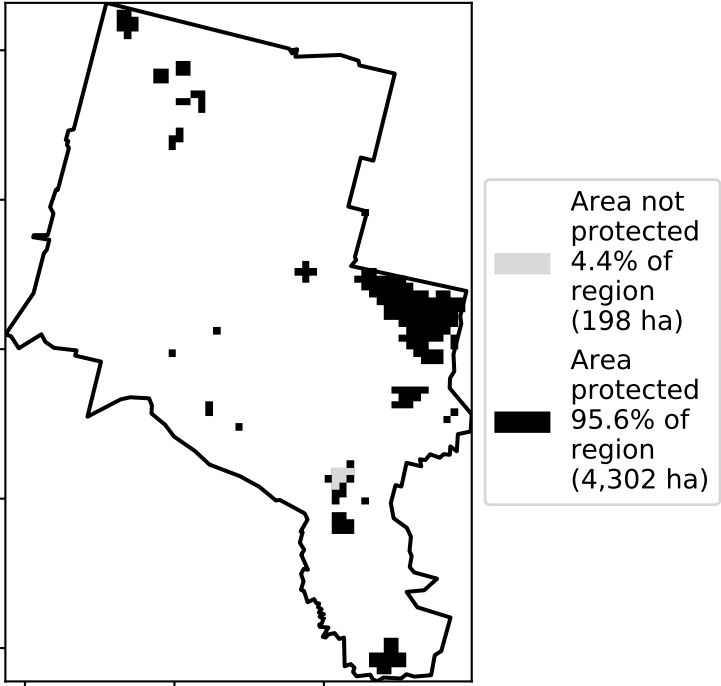 Area not
protected
4.4% of
region
(198 ha)
Area
protected
95.6% of
region
(4,302 ha)